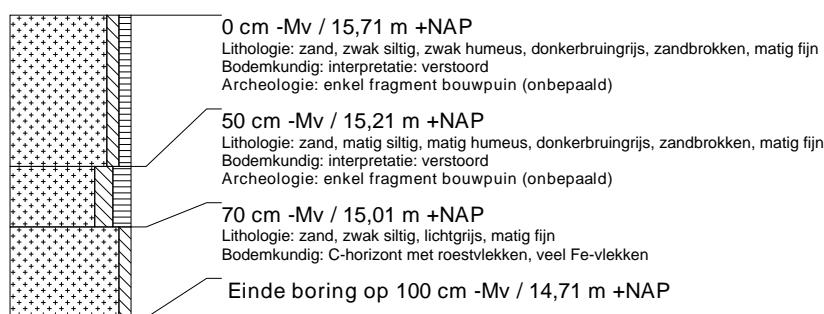 0 cm -Mv / 15,71 m +NAP
Lithologie: zand, zwak siltig, zwak humeus, donkerbruingrijs, zandbrokken, matig fijn
Bodemkundig: interpretatie: verstoord
Archeologie: enkel fragment bouwpuin (onbepaald)
50 cm -Mv / 15,21 m +NAP
Lithologie: zand, matig siltig, matig humeus, donkerbruingrijs, zandbrokken, matig fijn
Bodemkundig: interpretatie: verstoord
Archeologie: enkel fragment bouwpuin (onbepaald)
70 cm -Mv / 15,01 m +NAP
Lithologie: zand, zwak siltig, lichtgrijs, matig fijn
Bodemkundig: C-horizont met roestvlekken, veel Fe-vlekken
Einde boring op 100 cm -Mv / 14,71 m +NAP